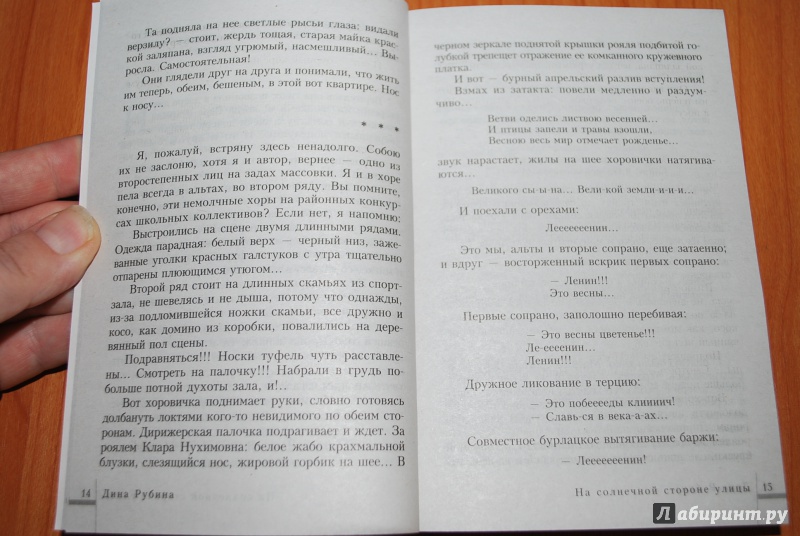 Та подняла на нее светлые рысьи глаза: видали
верзилу? – стоит, жердь тощая, старая майка крас-
кой заляпана, взгляд угрюмый, насмешливый... Вы-
росла. Самостоятельная!
Они глядели друг на друга и понимали, что жить
им теперь, обеим, бешеным, в этой вот квартире. Нос
к носу...
* * *
Я, пожалуй, встряну здесь ненадолго. Собою
их не заслоню, хотя я и автор, вернее – одно из
второстепенных лиц на задах массовки. Я и в хоре
пела всегда в альтах, во втором ряду. Вы помните,
конечно, эти немолчные хоры на районных конкур-
сах школьных коллективов? Если нет, я напомню:
Выстроились на сцене двумя длинными рядами.
Одежда парадная: белый верх – черный низ, заже-
ванные уголки красных галстуков с утра тщательно
отпарены плюющимся утюгом...
Второй ряд стоит на длинных скамьях из спорт-
зала, не шевелясь и не дыша, потому что однажды,
из-за подломившейся ножки скамьи, все дружно и
косо, как домино из коробки, повалились на дере-
вянный пол сцены.
Подравняться!!! Носки туфель чуть расставле-
ны... Смотреть на палочку!!! Набрали в грудь по-
больше потной духоты зала, и!..
Вот хоровичка поднимает руки, словно готовясь
долбануть локтями кого-то невидимого по обеим сто-
ронам. Дирижерская палочка подрагивает и ждет. За
роялем Клара Нухимовна: белое жабо крахмальной
блузки, слезящийся нос, жировой горбик на шее... В
14 Дина Рубина
черном зеркале поднятой крышки рояля подбитой го-
лубкой трепещет отражение ее комканного кружевного
платка.
И вот – бурный апрельский разлив вступления!
Взмах из затакта: повели медленно и раздум-
чиво...
Ветви оделись листвою весенней...
И птицы запели и травы взошли,
Весною весь мир отмечает рожденье...
звук нарастает, жилы на шее хоровички натягива-
ются...
Великого сы-ы-на... Вели-кой земли-и-и-и...
И поехали с орехами:
Леееееенин...
Это мы, альты и вторые сопрано, еще затаенно; и
вдруг – восторженный вскрик первых сопрано:
– Ленин!!!
Это весны...
Первые сопрано, заполошно перебивая:
– Это весны цветенье!!!
Ле-еееенин...
Ленин!!!
Дружное ликование в терцию:
– Это побеееееды клиииич!
– Славь-ся в века-а-ах...
Совместное бурлацкое вытягивание баржи:
– Леееееенин!
На солнечной стороне улицы 15
Лабиринт.ру